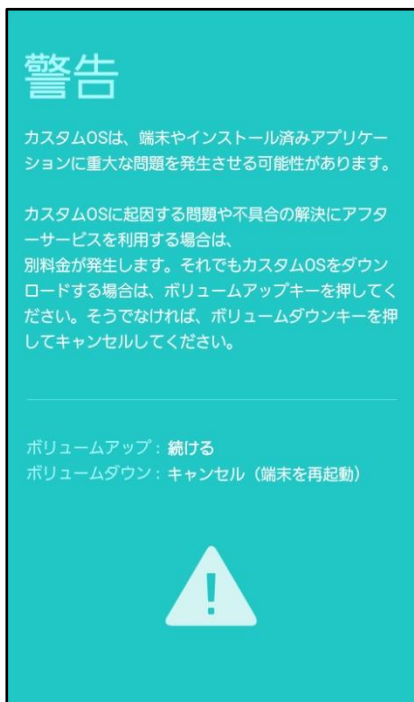 警告
カスタムOSは、端末やインストール済みアプリケー
ションに重大な問題を発生させる可能性があります。
カスタムOSに起因する問題や不具合の解決にアフタ
ーサービスを利用する場合は、
別料金が発生します。それでもカスタムOSをダウン
ロードする場合は、ボリュームアップキーを押してく
ださい。そうでなければ、ボリュームダウンキーを押
してキャンセルしてください。
ボリュームアップ : 続ける
ボリュームダウン : キャンセル（端末を再起動）